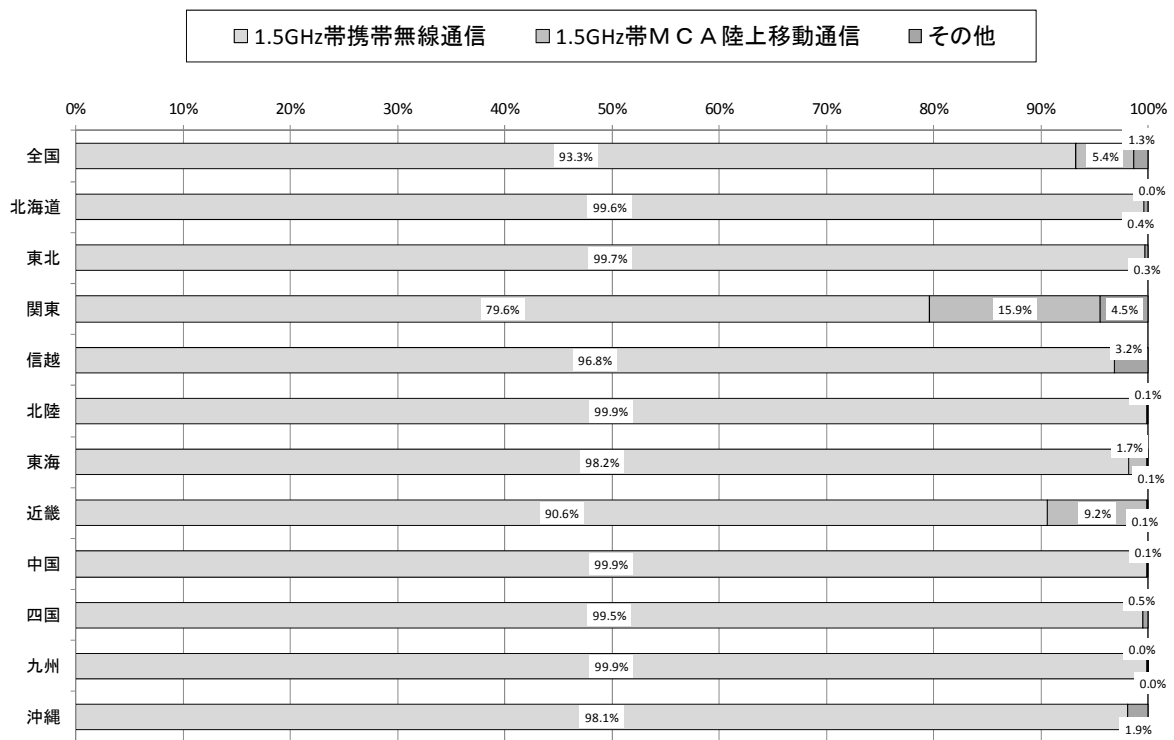 1.5GHz帯携帯無線通信 1.5GHz帯ＭＣＡ陸上移動通信 その他
0% 10% 20% 30% 40% 50% 60% 70% 80% 90% 100%
全国 93.3% 5.4% 1.3%
北海道 99.6% 0.0% 0.4%
東北 99.7% 0.3%
関東 79.6% 15.9% 4.5%
信越 96.8% 3.2%
北陸 99.9% 0.1%
東海 98.2% 1.7% 0.1%
近畿 90.6% 9.2% 0.1%
中国 99.9% 0.1%
四国 99.5% 0.5%
九州 99.9% 0.0% 0.0%
沖縄 98.1% 1.9%